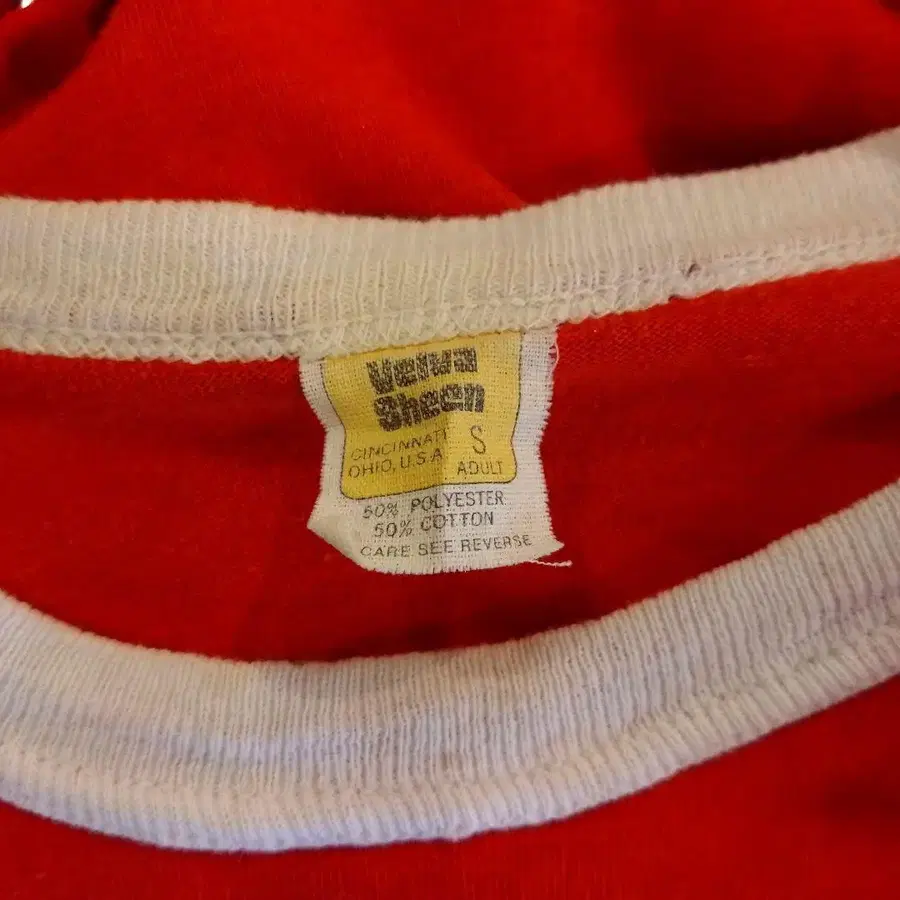 Velva
Sheen
CINCINNATI
OHIO, U.S.A
S
ADULT
50% POLYESTER
50% COTTON
CARE SEE REVERSE